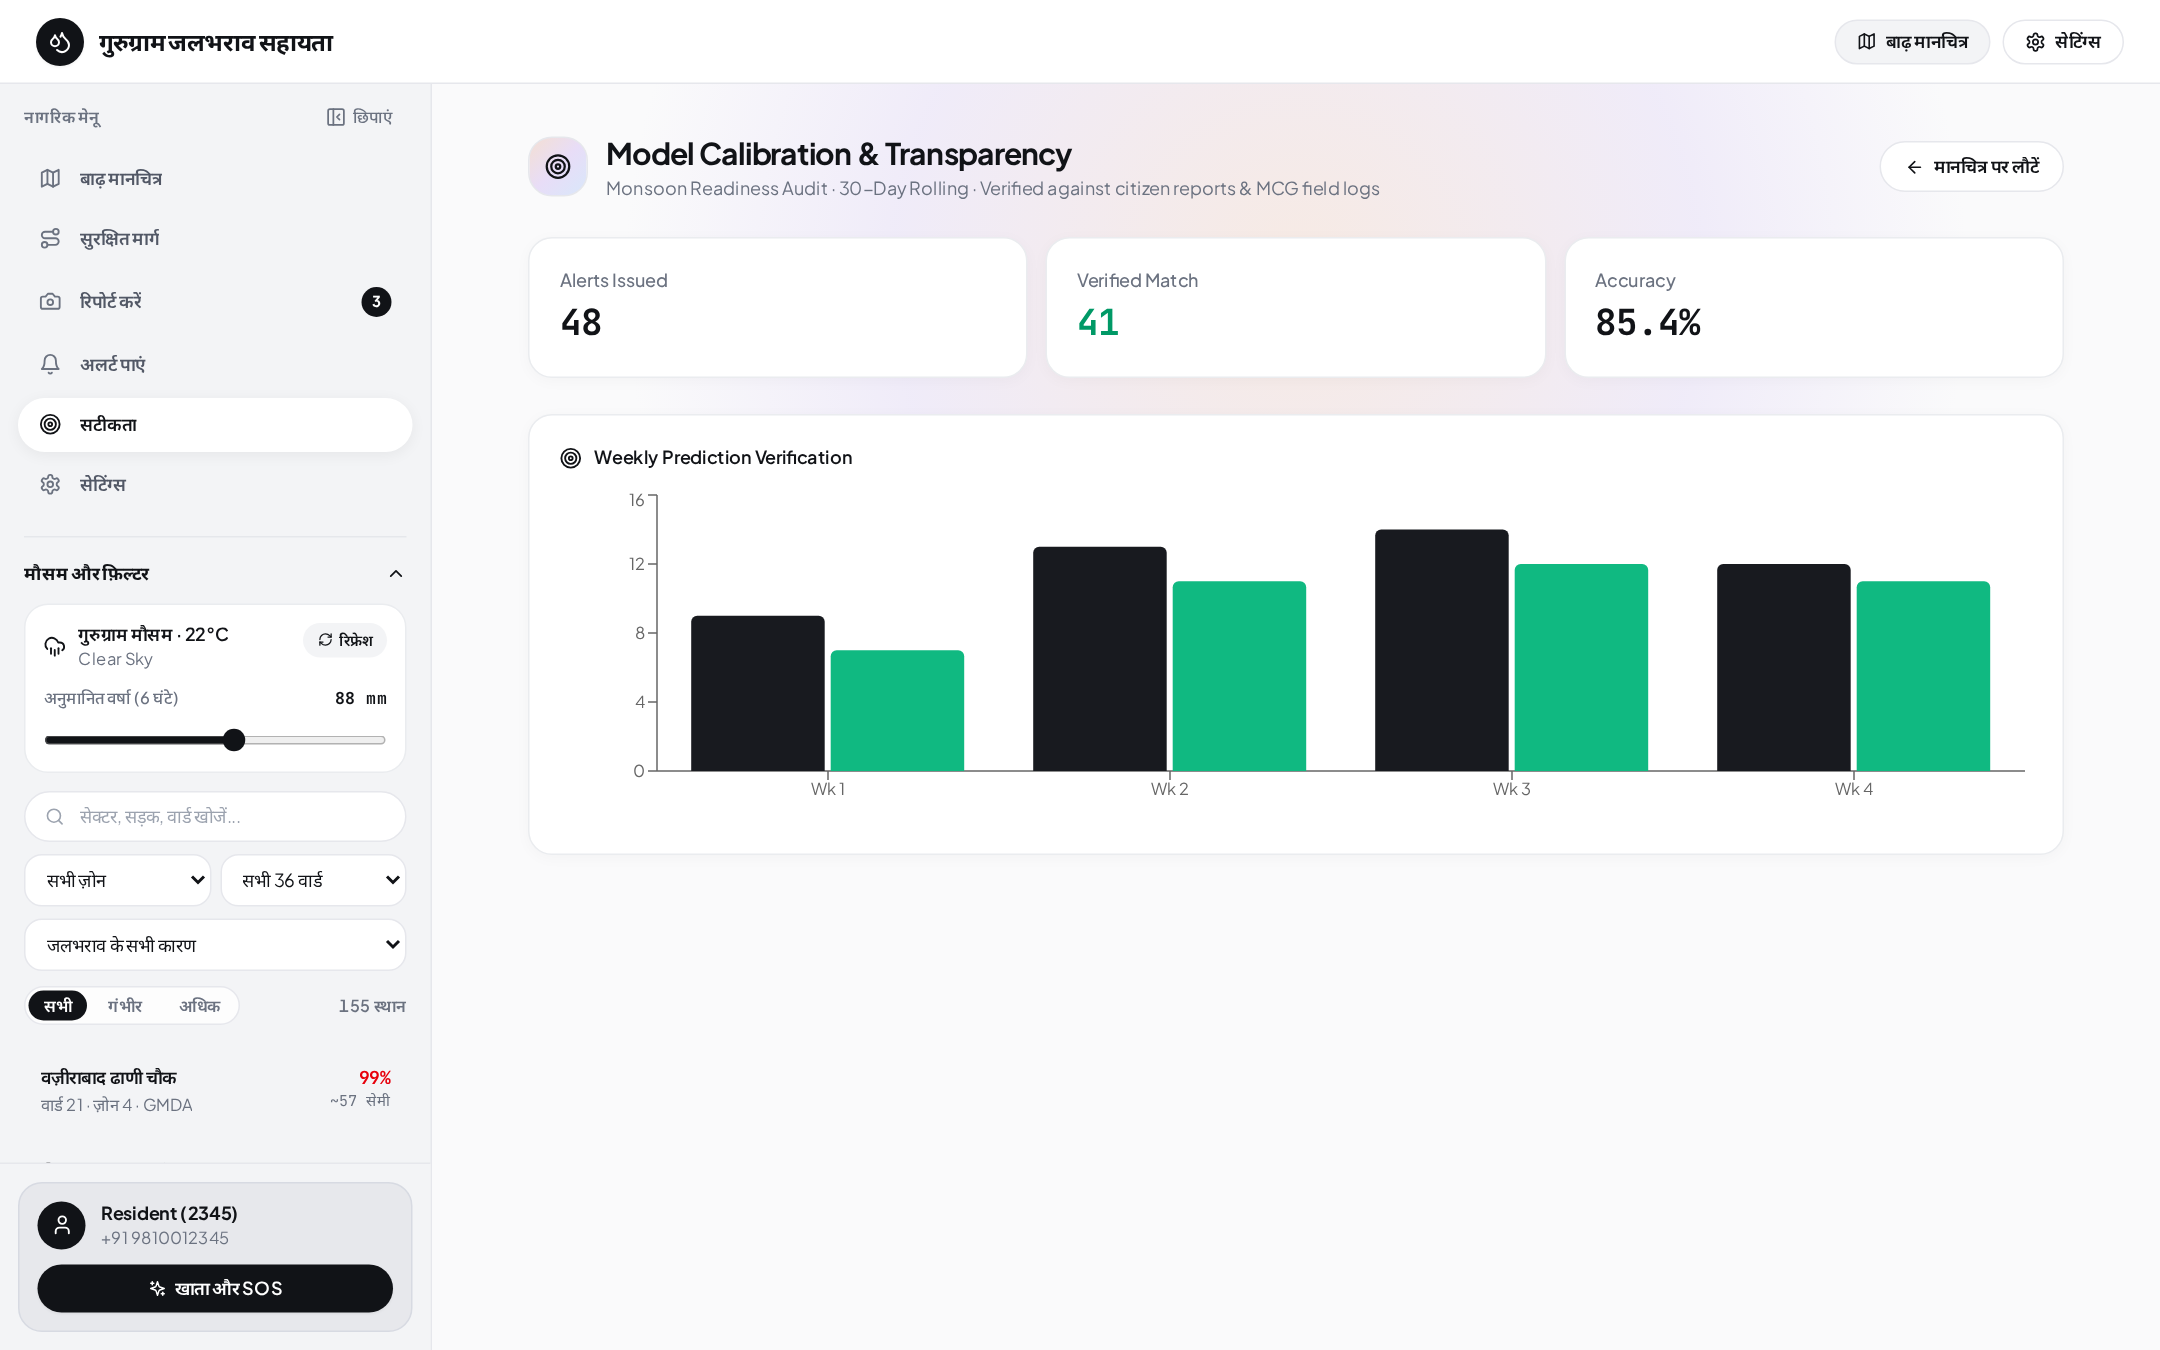 गुरुग्राम जलभराव सहायता
बाढ़ मानचित्र
सेटिंग्स
नागरिक मेनू
छिपाएं
बाढ़ मानचित्र
सुरक्षित मार्ग
रिपोर्ट करें
3
अलर्ट पाएं
सटीकता
सेटिंग्स
मौसम और फ़िल्टर
गुरुग्राम मौसम · 22°C
Clear Sky
रिफ्रेश
अनुमानित वर्षा (6 घंटे)
88 mm
सेक्टर, सड़क, वार्ड खोजें...
सभी ज़ोन
सभी 36 वार्ड
जलभराव के सभी कारण
सभी
गंभीर
अधिक
155 स्थान
वज़ीराबाद ढाणी चौक
99%
वार्ड 21 · ज़ोन 4 · GMDA
~57 सेमी
Resident (2345)
+919810012345
खाता और SOS
Model Calibration & Transparency
Monsoon Readiness Audit · 30-Day Rolling · Verified against citizen reports & MCG field logs
मानचित्र पर लौटें
Alerts Issued
48
Verified Match
41
Accuracy
85.4%
Weekly Prediction Verification
16
12
8
4
0
Wk 1
Wk 2
Wk 3
Wk 4